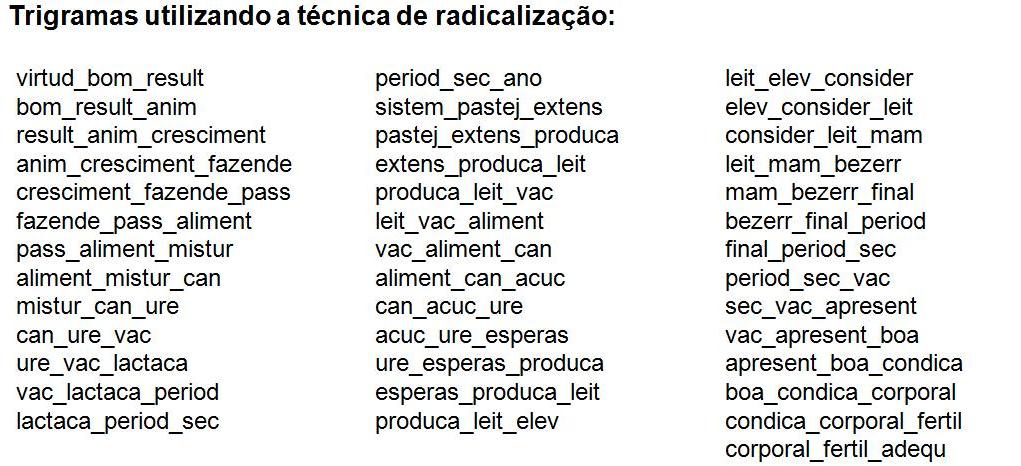 Trigramas utilizando a técnica de radicalização:
virtud_bom_result
bom_result_anim
result_anim_cresciment
anim_cresciment_fazende
cresciment_fazende_pass
fazende_pass_aliment
pass_aliment_mistur
aliment_mistur_can
mistur_can_ure
can_ure_vac
ure_vac_lactaca
vac_lactaca_period
lactaca_period_sec
period_sec_ano
sistem_pastej_extens
pastej_extens_produca
extens_produca_leit
produca_leit_vac
leit_vac_aliment
vac_aliment_can
aliment_can_acuc
can_acuc_ure
acuc_ure_esperas
ure_esperas_produca
esperas_produca_leit
produca_leit_elev
leit_elev_consider
elev_consider_leit
consider_leit_mam
leit_mam_bezerr
mam_bezerr_final
bezerr_final_period
final_period_sec
period_sec_vac
sec_vac_apresent
vac_apresent_boa
apresent_boa_condica
boa_condica_corporal
condica_corporal_fertil
corporal_fertil_adequ